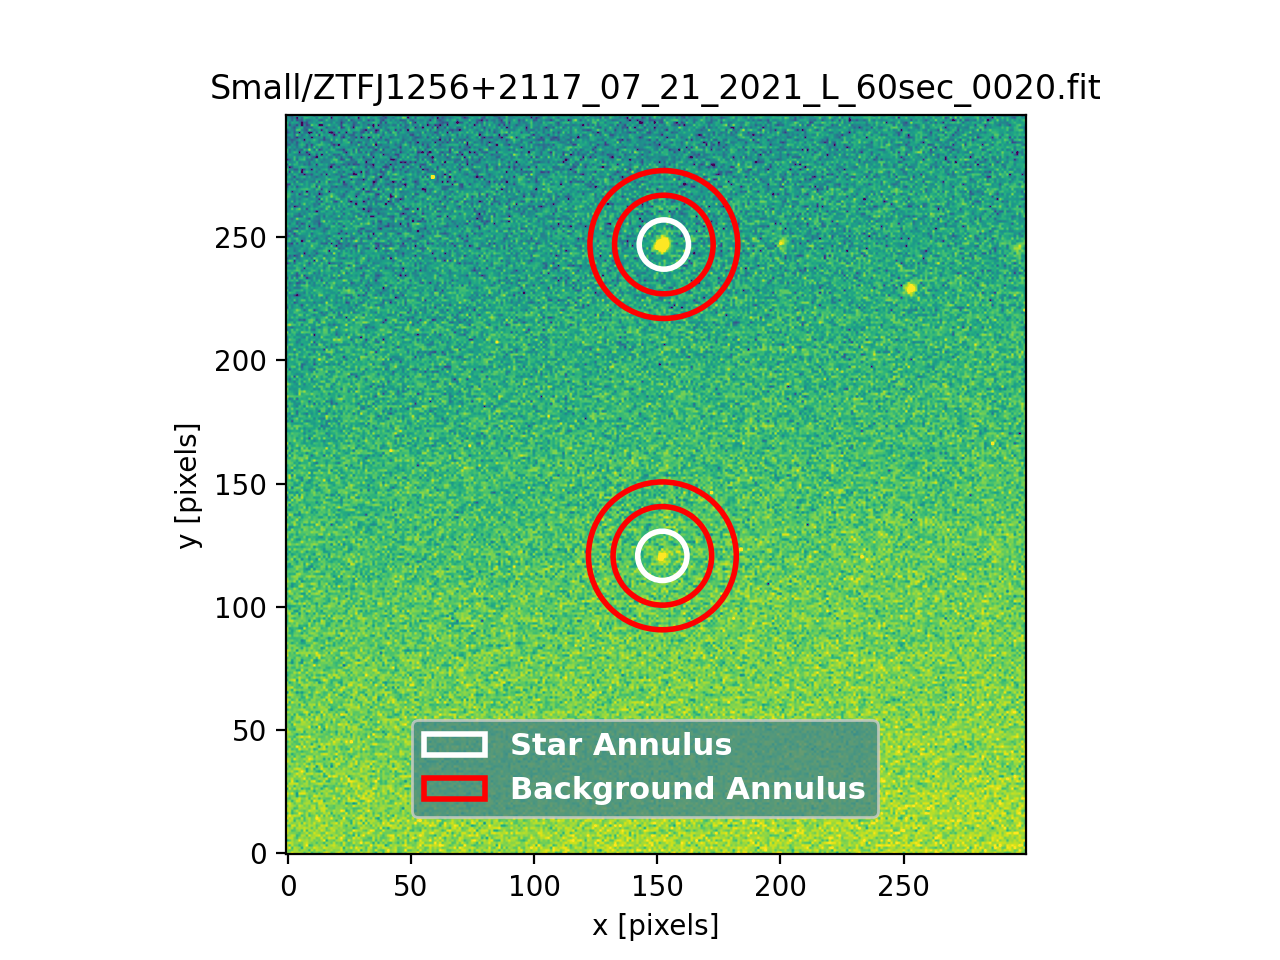 Small/ZTFJ1256+2117_07_21_2021_L_60sec_0020.fit
250
200
150
100
50
0
y [pixels]
Star Annulus
Background Annulus
0 50 100 150 200 250
x [pixels]